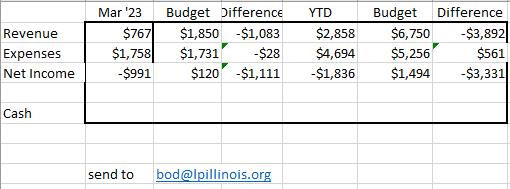 Mar '23 Budget Difference YTD Budget Difference
Revenue $767 $1,850 -$1,083 $2,858 $6,750 -$3,892
Expenses $1,758 $1,731 -$28 $4,694 $5,256 $561
Net Income -$991 $120 -$1,111 -$1,836 $1,494 -$3,331
Cash
send to bod@lpillinois.org